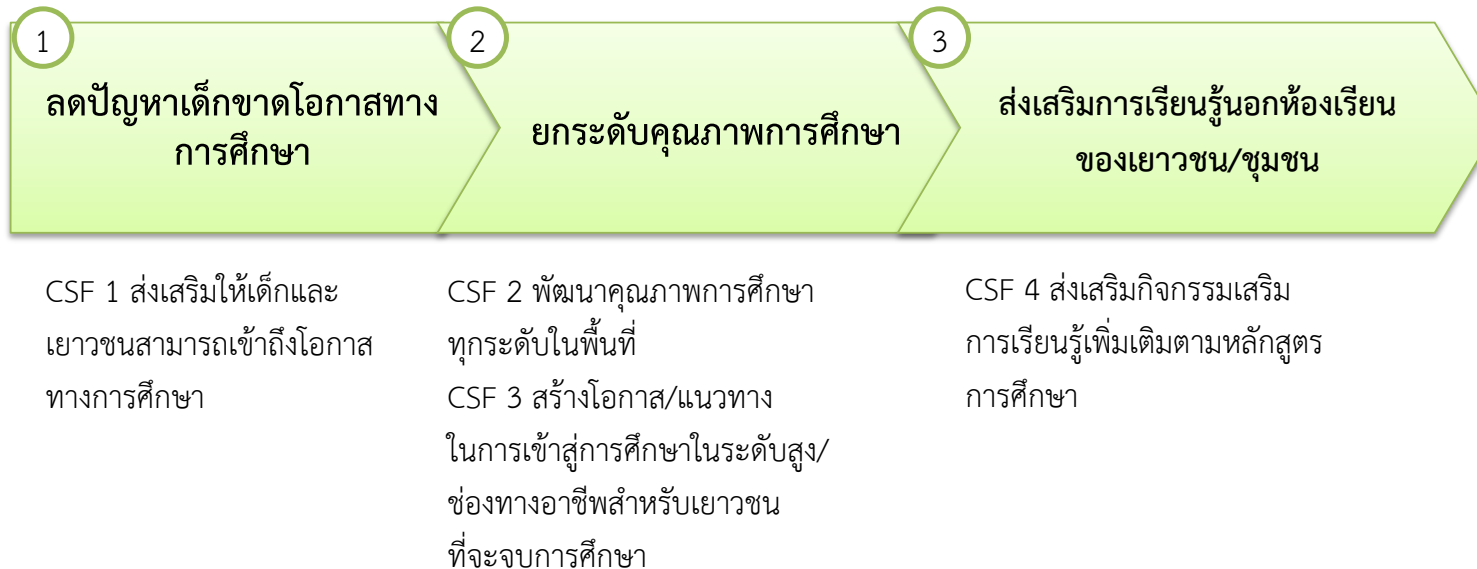 1
ลดปัญหาเด็กขาดโอกาสทาง
การศึกษา
2
ยกระดับคุณภาพการศึกษา
3
ส่งเสริมการเรียนรู้นอกห้องเรียน
ของเยาวชน/ชุมชน
CSF 1 ส่งเสริมให้เด็กและ
เยาวชนสามารถเข้าถึงโอกาส
ทางการศึกษา
CSF 2 พัฒนาคุณภาพการศึกษา
ทุกระดับในพื้นที่
CSF 3 สร้างโอกาส/แนวทาง
ในการเข้าสู่การศึกษาในระดับสูง/
ช่องทางอาชีพสำหรับเยาวชน
ที่จะจบการศึกษา
CSF 4 ส่งเสริมกิจกรรมเสริม
การเรียนรู้เพิ่มเติมตามหลักสูตร
การศึกษา